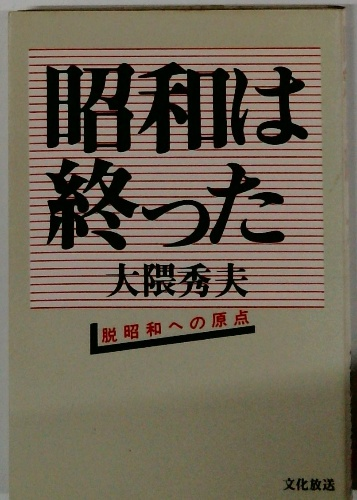 昭和は
終った
大隈秀夫
脱昭和への原点
文化放送